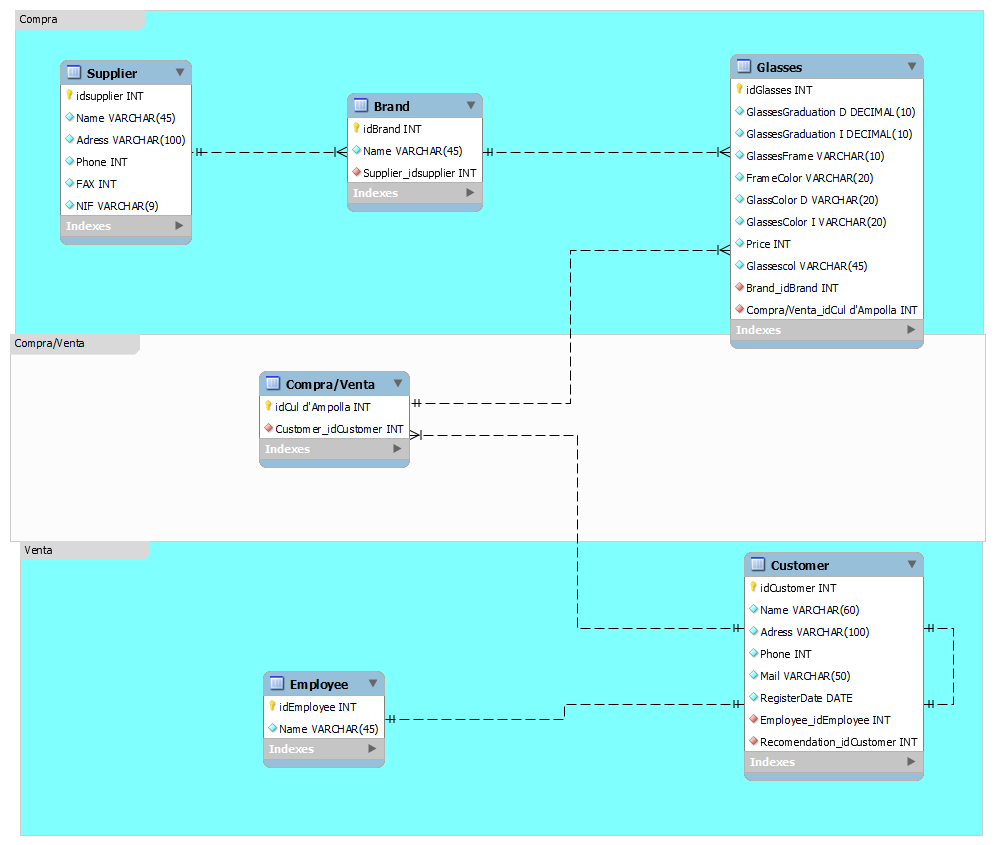 Compra
Supplier
idsupplier INT
Name VARCHAR(45)
Adress VARCHAR(100)
Phone INT
FAX INT
NIF VARCHAR(9)
Indexes
Brand
idBrand INT
Name VARCHAR(45)
Supplier_idsupplier INT
Indexes
Glasses
idGlasses INT
GlassesGraduation D DECIMAL(10)
GlassesGraduation I DECIMAL(10)
GlassesFrame VARCHAR(10)
FrameColor VARCHAR(20)
GlassColor D VARCHAR(20)
GlassesColor I VARCHAR(20)
Price INT
Glassescol VARCHAR(45)
Brand_idBrand INT
Compra/Venta_idCul d'Ampolla INT
Indexes
Compra/Venta
Compra/Venta
idCul d'Ampolla INT
Customer_idCustomer INT
Indexes
Venta
Employee
idEmployee INT
Name VARCHAR(45)
Indexes
Customer
idCustomer INT
Name VARCHAR(60)
Adress VARCHAR(100)
Phone INT
Mail VARCHAR(50)
RegisterDate DATE
Employee_idEmployee INT
Recomendation_idCustomer INT
Indexes